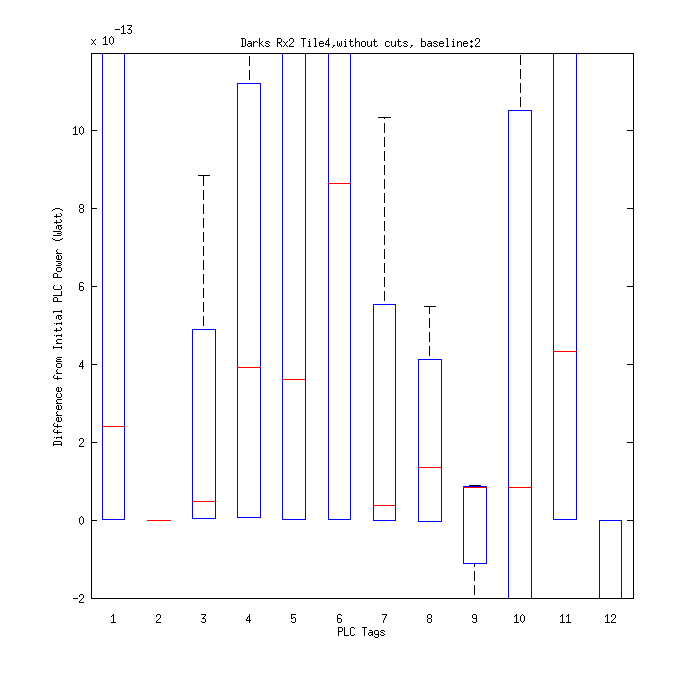 x 10^-13
Darks Rx2 Tile4,without cuts, baseline:2
Difference from Initial PLC Power (Watt)
10
8
6
4
2
0
-2
1 2 3 4 5 6 7 8 9 10 11 12
PLC Tags